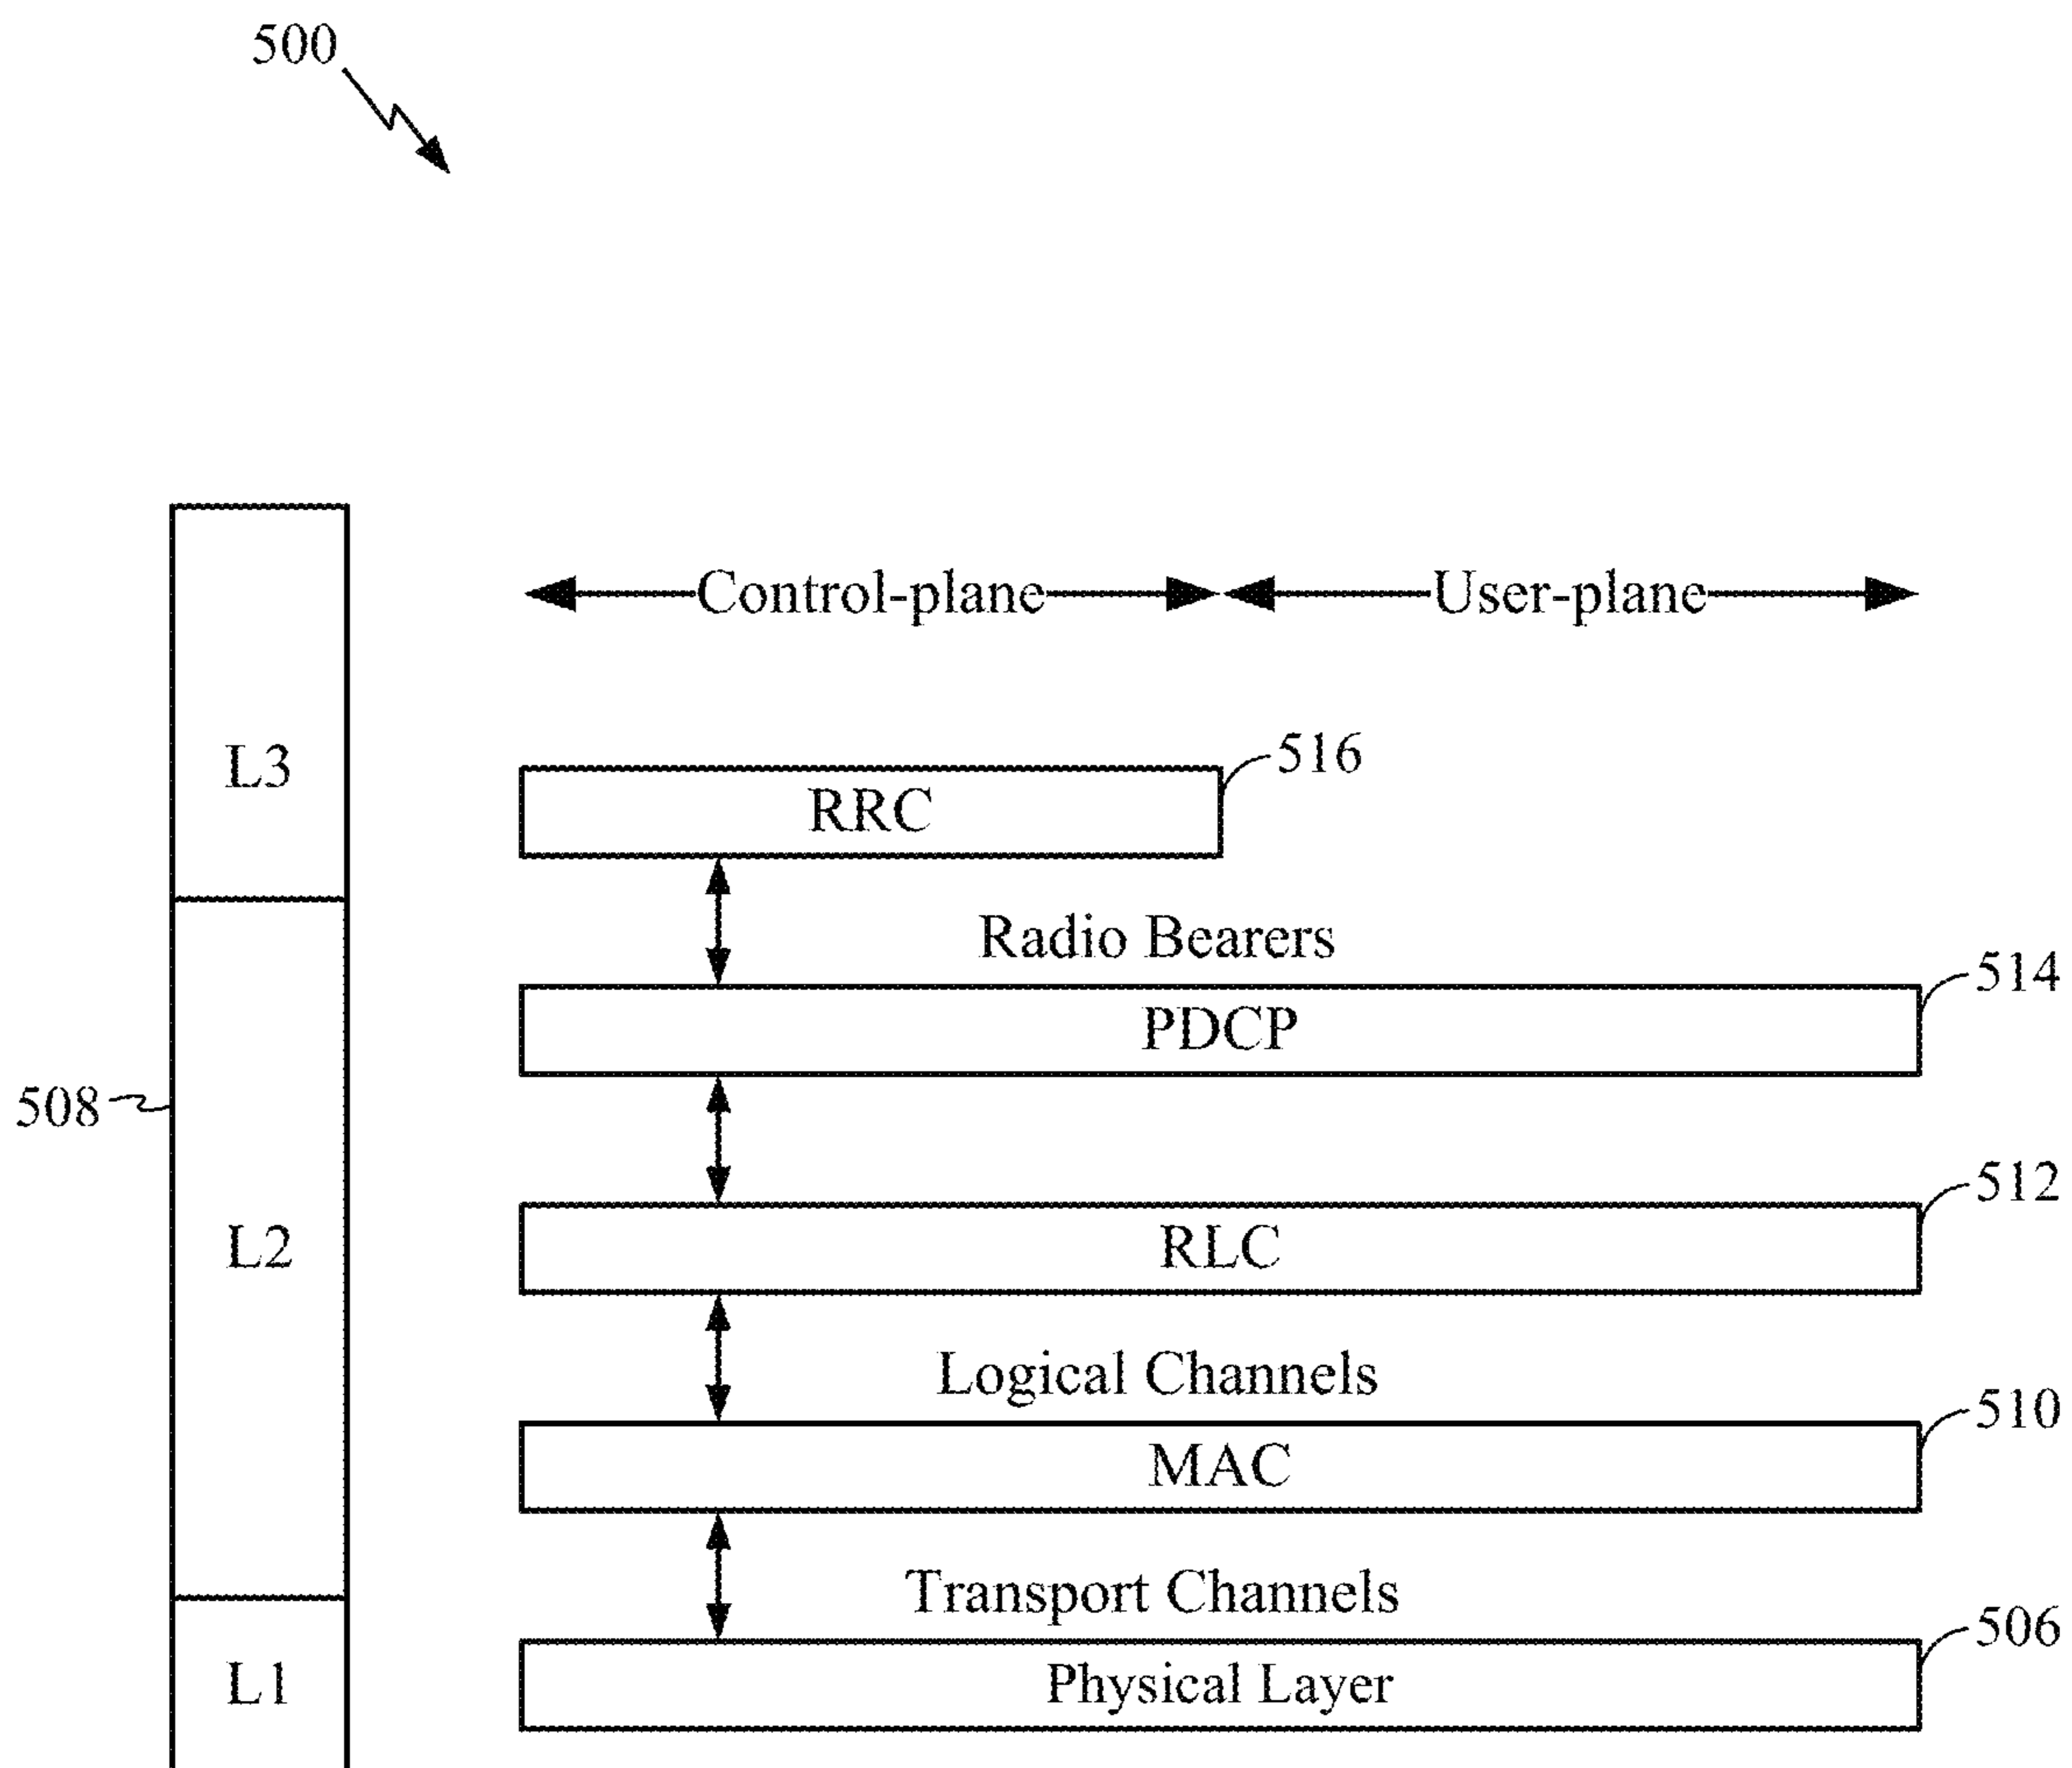 500
Control-plane User-plane
L3
516
RRC
Radio Bearers
514
PDCP
508
512
L2
RLC
Logical Channels
510
MAC
Transport Channels
506
L1
Physical Layer